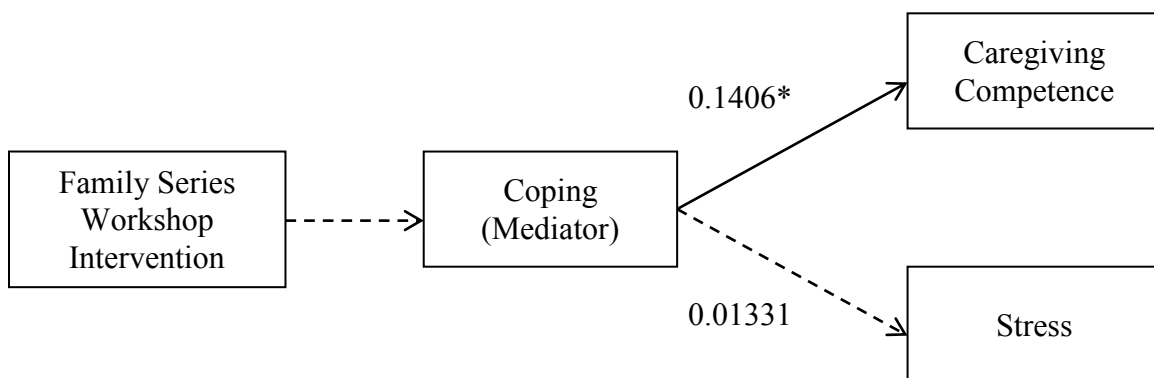 Family Series
Workshop
Intervention
Coping
(Mediator)
0.1406*
Caregiving
Competence
0.01331
Stress